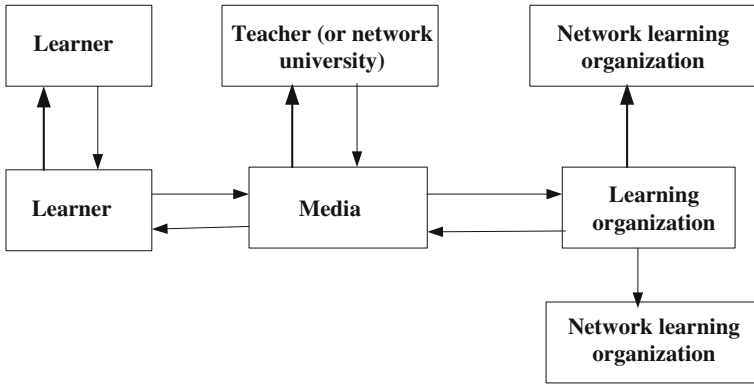 Learner
Teacher (or network
university)
Network learning
organization
Learner
Media
Learning
organization
Network learning
organization